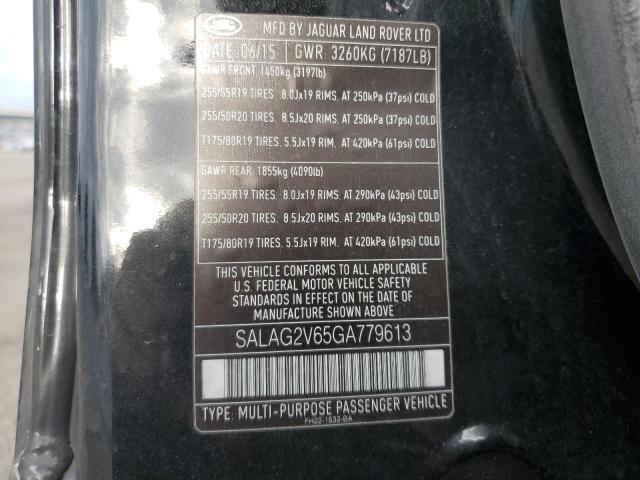 MFD BY JAGUAR LAND ROVER LTD
DATE: 06/15 GWR: 3260KG (7187LB)
GAWR FRONT: 1450kg (3197lb)
255/55R19 TIRES. 8.0Jx19 RIMS. AT 250kPa (37psi) COLD
255/50R20 TIRES. 8.5Jx20 RIMS. AT 250kPa (37psi) COLD
T175/80R19 TIRES. 5.5Jx19 RIM. AT 420kPa (61psi) COLD
GAWR REAR: 1855kg (4090lb)
255/55R19 TIRES. 8.0Jx19 RIMS. AT 290kPa (43psi) COLD
255/50R20 TIRES. 8.5Jx20 RIMS. AT 290kPa (43psi) COLD
T175/80R19 TIRES. 5.5Jx19 RIM. AT 420kPa (61psi) COLD
THIS VEHICLE CONFORMS TO ALL APPLICABLE
U.S. FEDERAL MOTOR VEHICLE SAFETY
STANDARDS IN EFFECT ON THE DATE OF
MANUFACTURE SHOWN ABOVE
SALAG2V65GA779613
TYPE: MULTI-PURPOSE PASSENGER VEHICLE
FH22-1532-BA